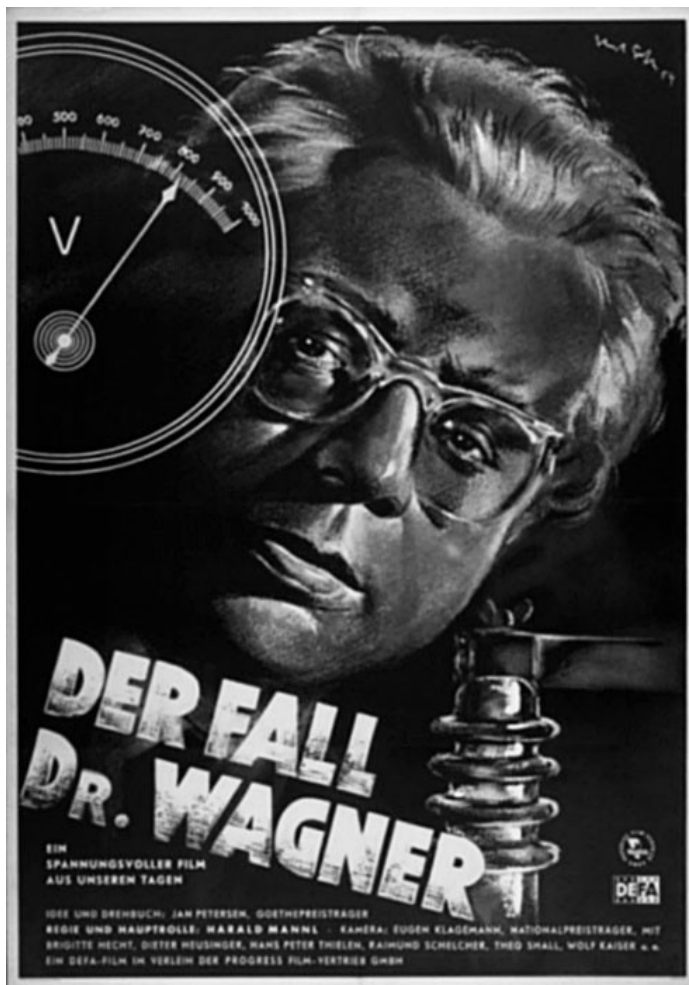 500 600 700 800 900 1000
V
DER FALL
DR. WAGNER
EIN
SPANNUNGSVOLLER FILM
AUS UNSEREN TAGEN
DEFA
IDEE UND DREHBUCH: JAN PETERSEN, GOETHEPREISTRÄGER
REGIE UND HAUPTROLLE: HARALD MANNL - KAMERA: EUGEN KLAGEMANN, NATIONALPREISTRÄGER, MIT
BRIGITTE HECHT, DIETER HEUSINGER, HANS PETER THIELEN, RAIMUND SCHELCHER, THEO SHALL, WOLF KAISER u. a.
EIN DEFA-FILM IM VERLEIH DER PROGRESS FILM-VERTRIEB GMBH